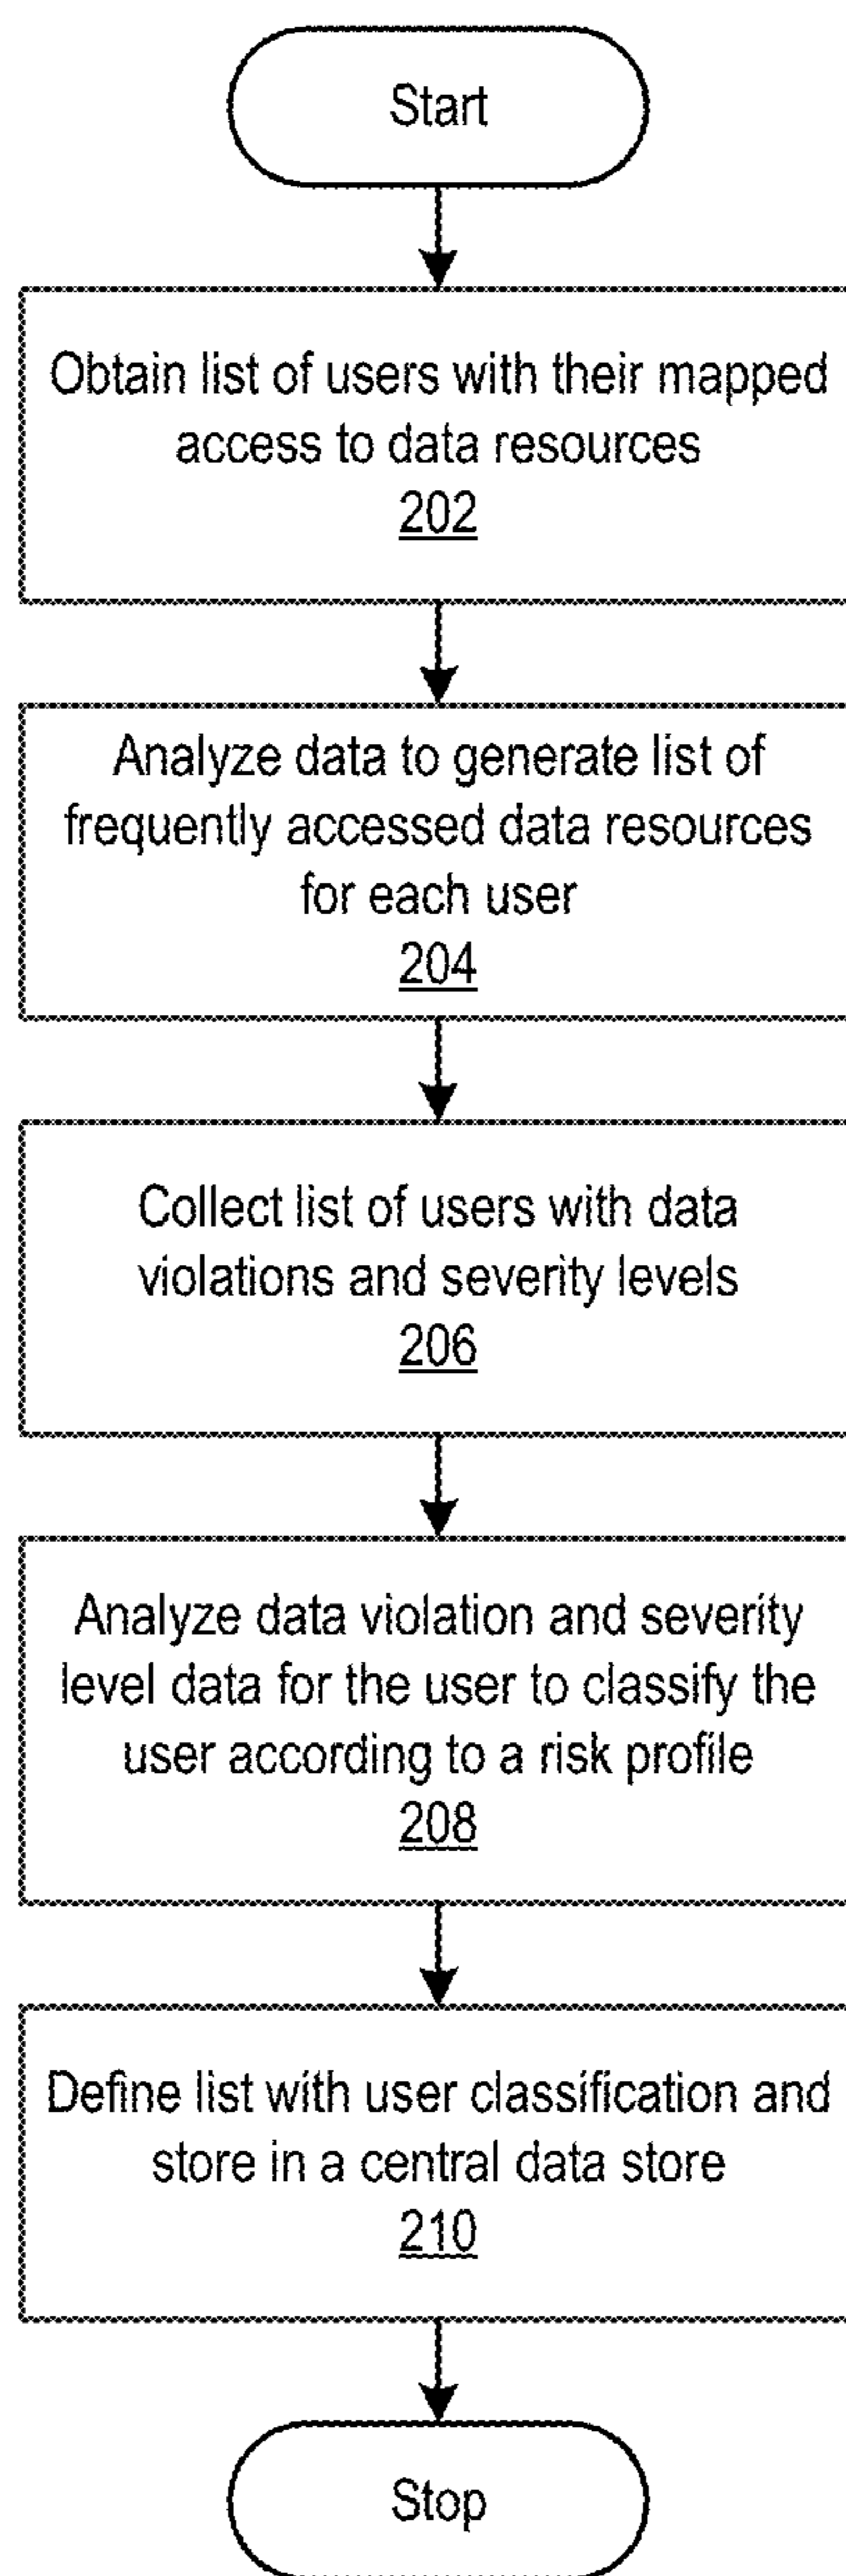 Start
Obtain list of users with their mapped
access to data resources
202
Analyze data to generate list of
frequently accessed data resources
for each user
204
Collect list of users with data
violations and severity levels
206
Analyze data violation and severity
level data for the user to classify the
user according to a risk profile
208
Define list with user classification and
store in a central data store
210
Stop